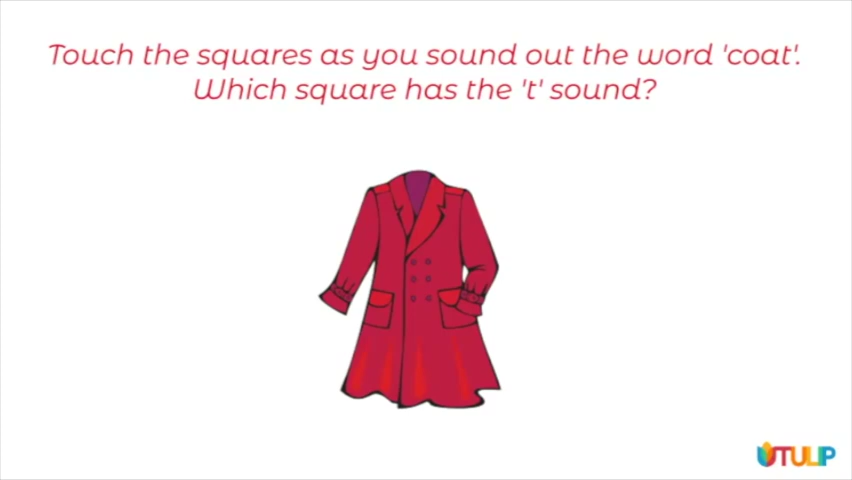 Touch the squares as you sound out the word 'coat'.
Which square has the 't' sound?
TULIP